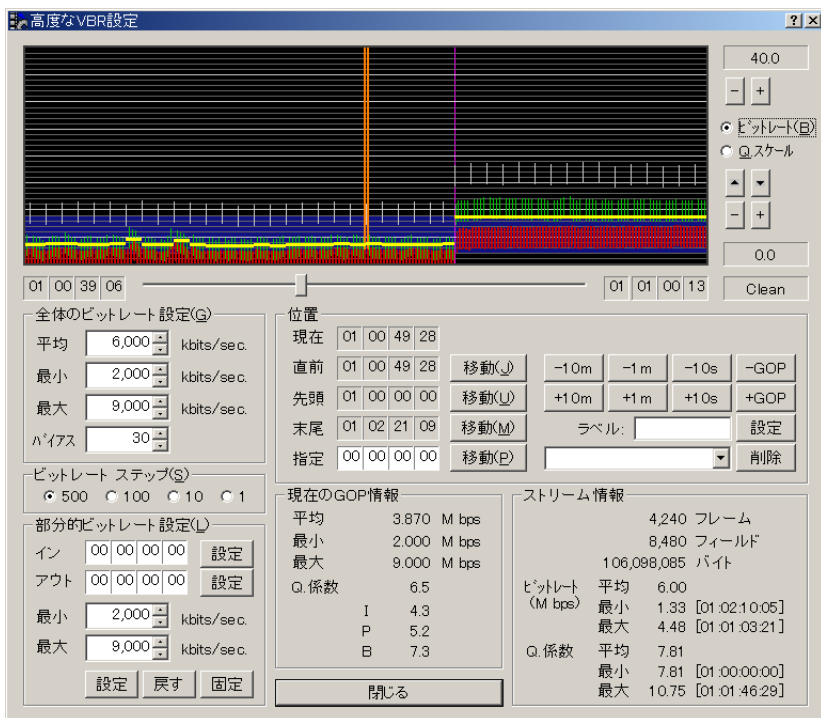 高度なVBR設定
40.0
- +
ビットレート(B)
Q.スケール
- +
0.0
01 00 39 06
01 01 00 13
Clean
全体のビットレート設定(G)
平均 6,000 kbits/sec.
最小 2,000 kbits/sec.
最大 9,000 kbits/sec.
バイアス 30
ビットレート ステップ(S)
500 100 10 1
部分的ビットレート設定(L)
イン 00 00 00 00 設定
アウト 00 00 00 00 設定
最小 2,000 kbits/sec.
最大 9,000 kbits/sec.
設定 戻す 固定
位置
現在 01 00 49 28
直前 01 00 49 28 移動(J) -10m -1m -10s -GOP
先頭 01 00 00 00 移動(U) +10m +1m +10s +GOP
末尾 01 02 21 09 移動(M) ラベル: 設定
指定 00 00 00 00 移動(P) 削除
現在のGOP情報
平均 3.870 M bps
最小 2.000 M bps
最大 9.000 M bps
Q.係数 6.5
I 4.3
P 5.2
B 7.3
閉じる
ストリーム情報
4,240 フレーム
8,480 フィールド
106,098,085 バイト
ビットレート 平均 6.00
(M bps) 最小 1.33 [01:02:10:05]
最大 4.48 [01:01:03:21]
Q.係数 平均 7.81
最小 7.81 [01:00:00:00]
最大 10.75 [01:01:46:29]